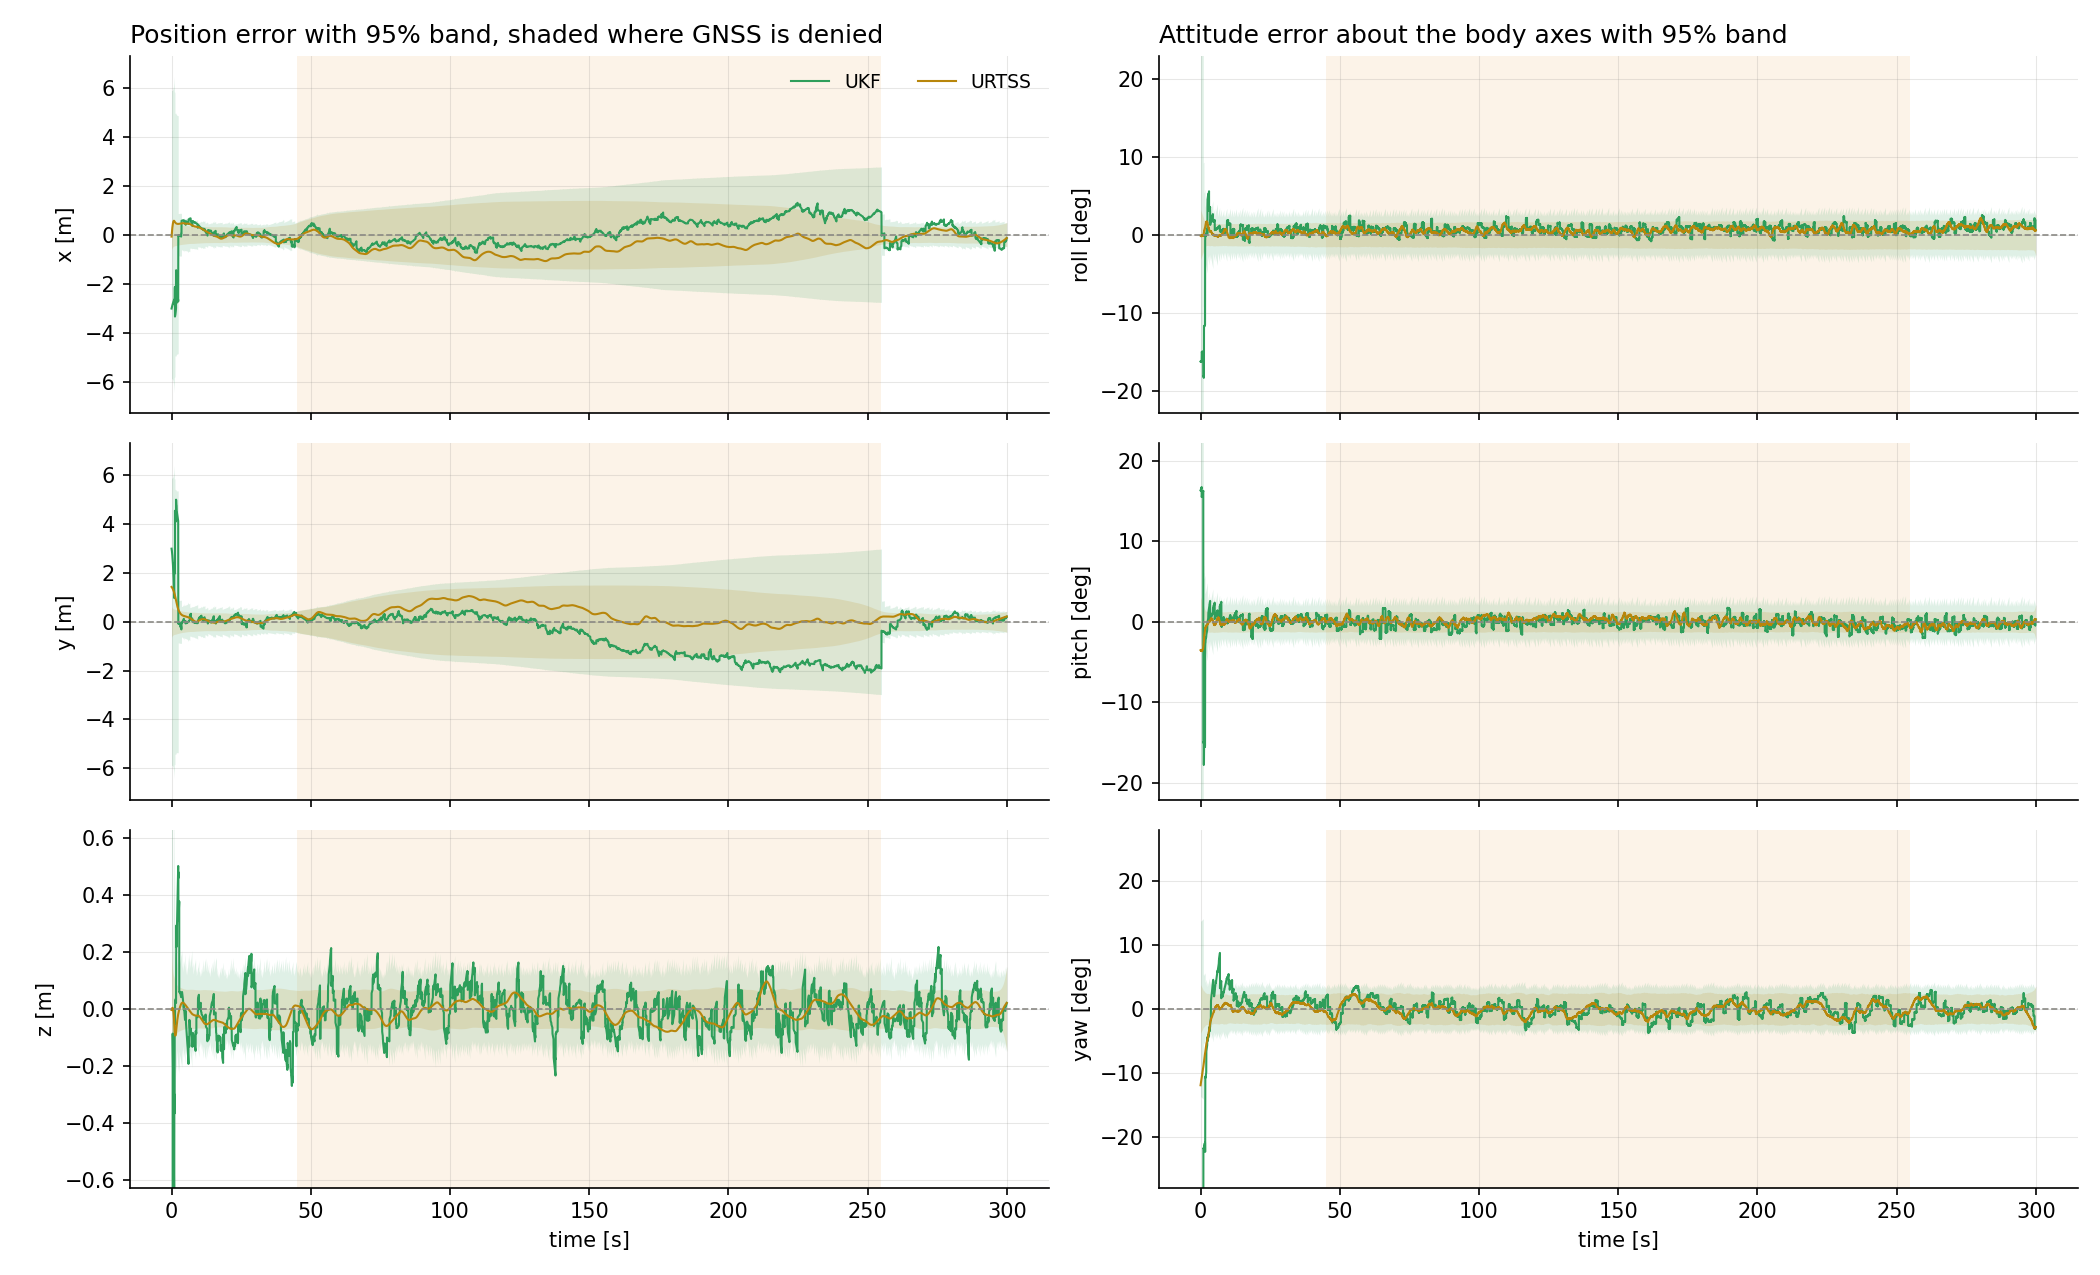 Position error with 95% band, shaded where GNSS is denied
UKF URTSS
x [m]
6
4
2
0
−2
−4
−6
Attitude error about the body axes with 95% band
roll [deg]
20
10
0
−10
−20
y [m]
6
4
2
0
−2
−4
−6
pitch [deg]
20
10
0
−10
−20
z [m]
0.6
0.4
0.2
0.0
−0.2
−0.4
−0.6
0 50 100 150 200 250 300
time [s]
yaw [deg]
20
10
0
−10
−20
0 50 100 150 200 250 300
time [s]